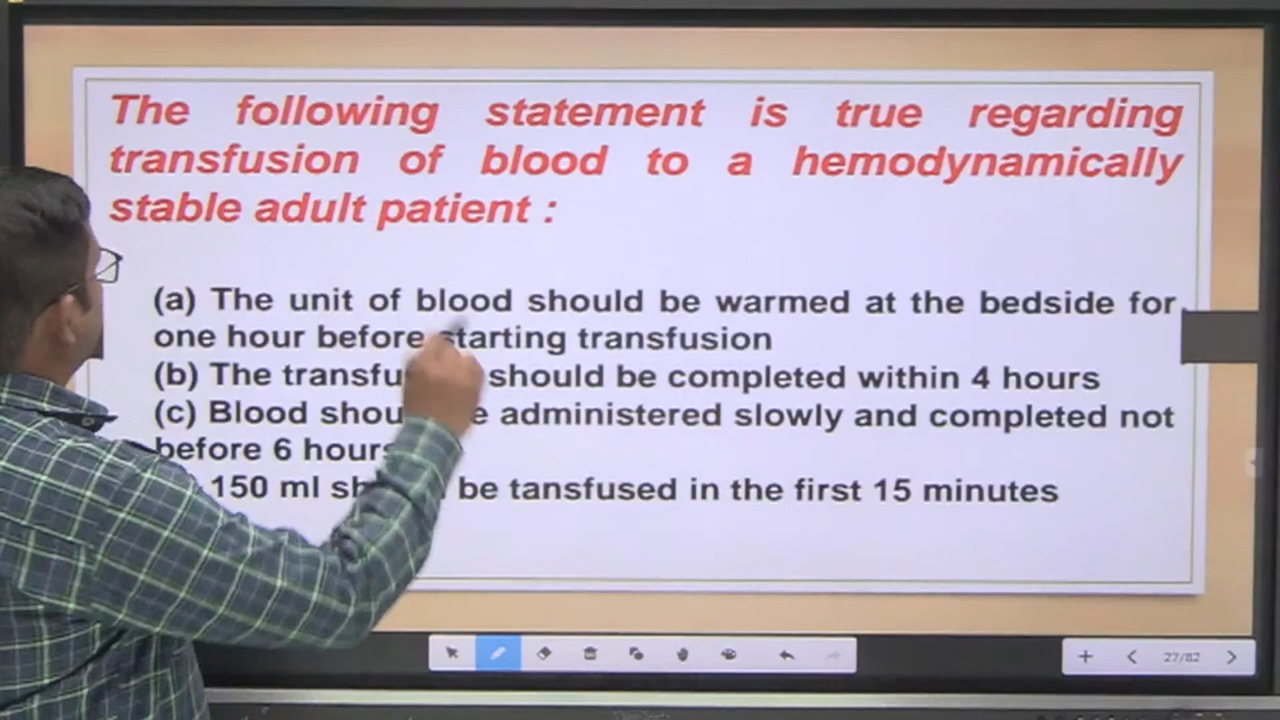 The following statement is true regarding
transfusion of blood to a hemodynamically
stable adult patient :
(a) The unit of blood should be warmed at the bedside for
one hour before starting transfusion
(b) The should be completed within 4 hours
(c) Blood administered slowly and completed not
before 6 hours
150 ml be tansfused in the first 15 minutes
27/82